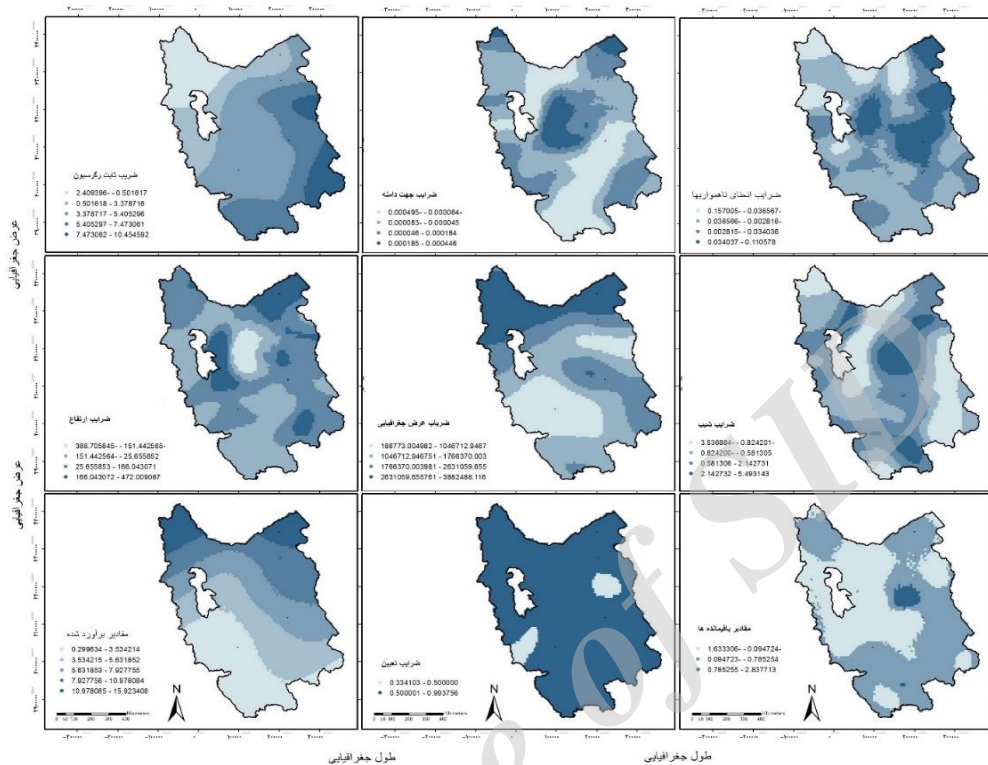 ضریب ثابت رگرسیون
2.409396- - 0.501617
0.501618 - 3.378716
3.378717 - 5.405296
5.405297 - 7.473061
7.473062 - 10.454592
ضرایب جهت دامنه
0.000495- - 0.000084-
0.000083- - 0.000045
0.000046 - 0.000184
0.000185 - 0.000446
ضرایب انحنای ناهمواریها
0.157005- - 0.036567-
0.036566- - 0.002816-
0.002815- - 0.034036
0.034037 - 0.110578
عرض جغرافیایی
ضرایب ارتفاع
388.705845- - 151.442565-
151.442564- - 25.655852
25.655853 - 166.043071
166.043072 - 472.009087
ضرایب عرض جغرافیایی
186773.004982 - 1046712.9467
1046712.946751 - 1766370.003
1766370.003981 - 2631059.655
2631059.655761 - 3882488.116
ضرایب شیب
3.536884- - 0.824201-
0.824200- - 0.581305
0.581306 - 2.142731
2.142732 - 5.493143
عرض جغرافیایی
مقادیر برآورد شده
0.299634 - 3.534214
3.534215 - 5.631852
5.631853 - 7.927755
7.927756 - 10.978084
10.978085 - 15.923408
N
ضرایب تعیین
0.334103 - 0.500000
0.500001 - 0.993756
N
مقادیر باقیمانده ها
1.633306- - 0.094724-
0.094723- - 0.785254
0.785255 - 2.837713
N
طول جغرافیایی
طول جغرافیایی
of SID